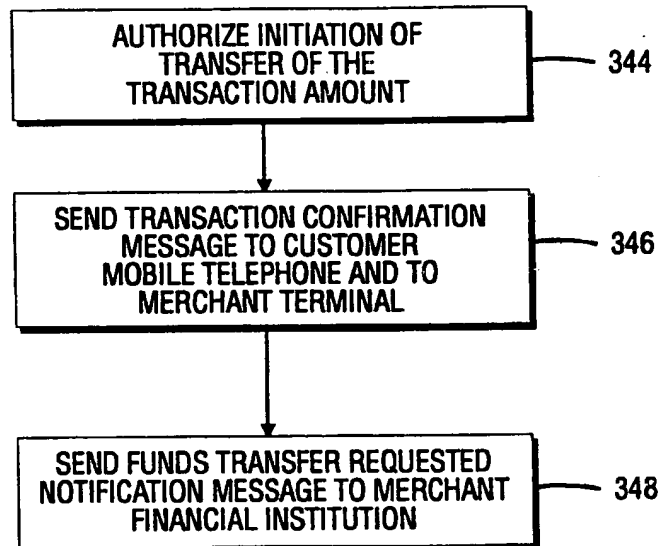 AUTHORIZE INITIATION OF
TRANSFER OF THE
TRANSACTION AMOUNT
344
SEND TRANSACTION CONFIRMATION
MESSAGE TO CUSTOMER
MOBILE TELEPHONE AND TO
MERCHANT TERMINAL
346
SEND FUNDS TRANSFER REQUESTED
NOTIFICATION MESSAGE TO MERCHANT
FINANCIAL INSTITUTION
348